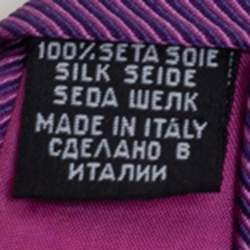 100% SETA SOIE
SILK SEIDE
SEDA ШЕЛК
MADE IN ITALY
СДЕЛАНО В
ИТАЛИИ